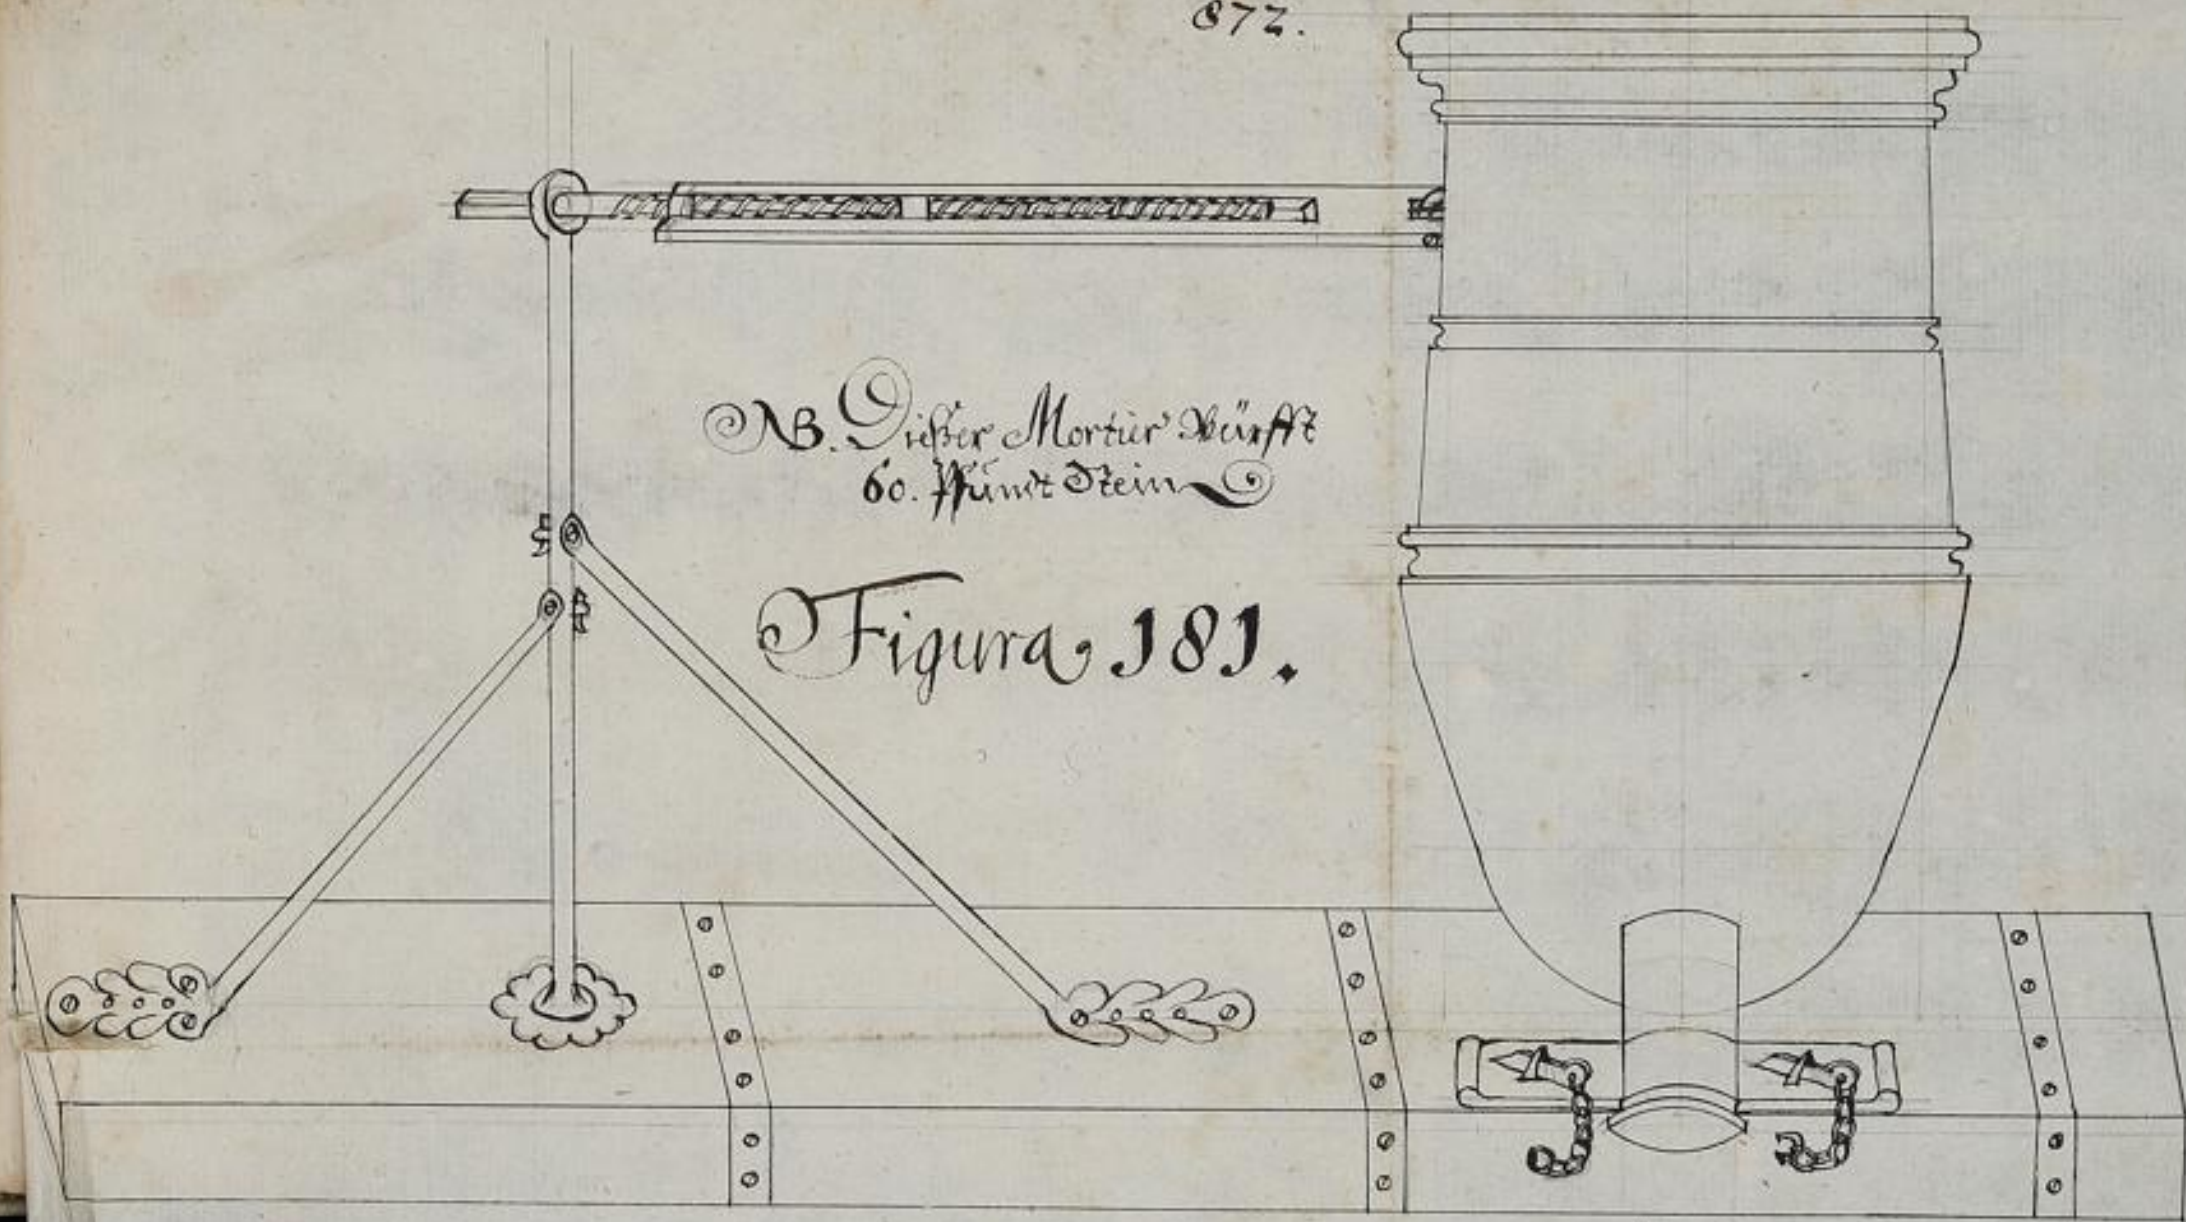 872.
NB. Dießer Mortier Würfft
60. Pfundt Stein
Figura 181.